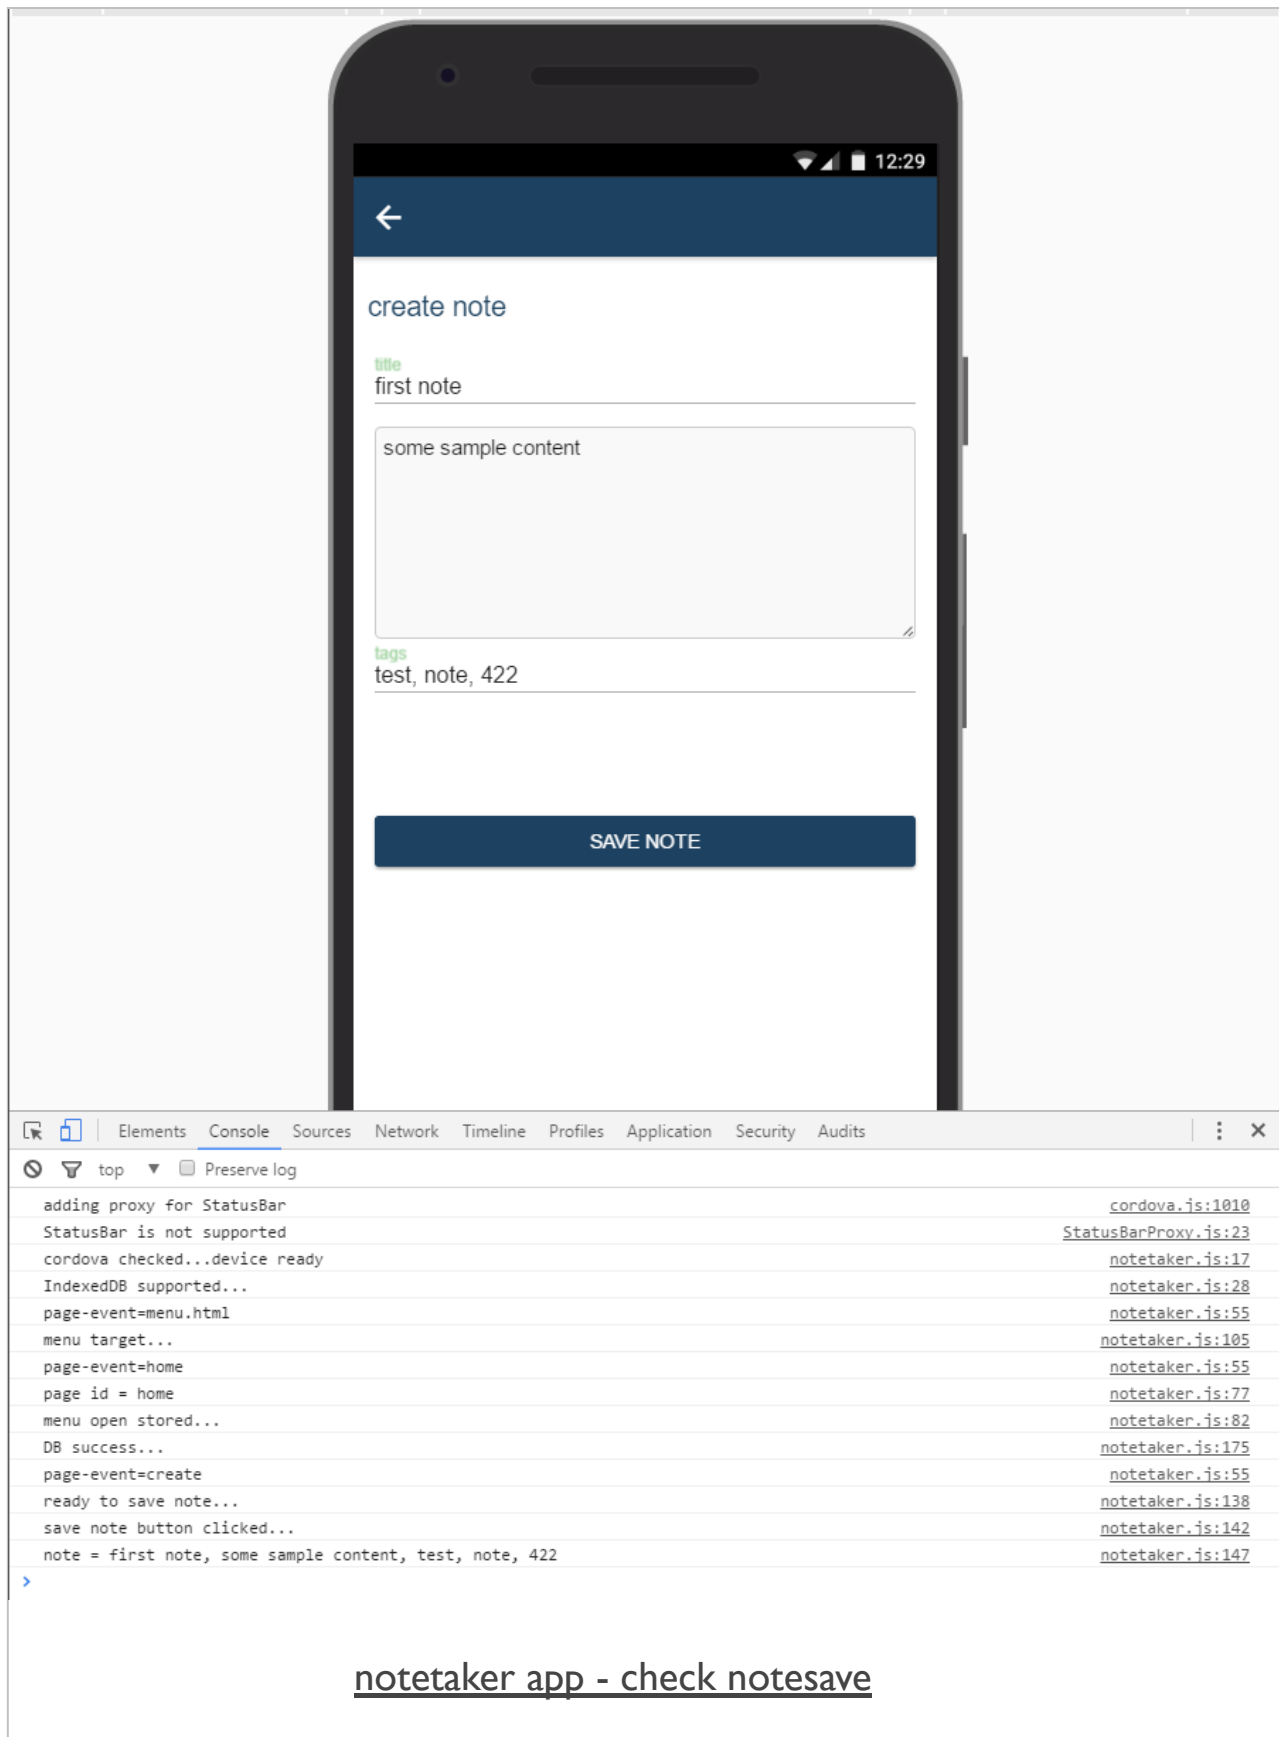 12:29
create note
title
first note
some sample content
tags
test, note, 422
SAVE NOTE
Elements Console Sources Network Timeline Profiles Application Security Audits
top Preserve log
adding proxy for StatusBar cordova.js:1010
StatusBar is not supported StatusBarProxy.js:23
cordova checked...device ready notetaker.js:17
IndexedDB supported... notetaker.js:28
page-event=menu.html notetaker.js:55
menu target... notetaker.js:105
page-event=home notetaker.js:55
page id = home notetaker.js:77
menu open stored... notetaker.js:82
DB success... notetaker.js:175
page-event=create notetaker.js:55
ready to save note... notetaker.js:138
save note button clicked... notetaker.js:142
note = first note, some sample content, test, note, 422 notetaker.js:147
notetaker app - check notesave